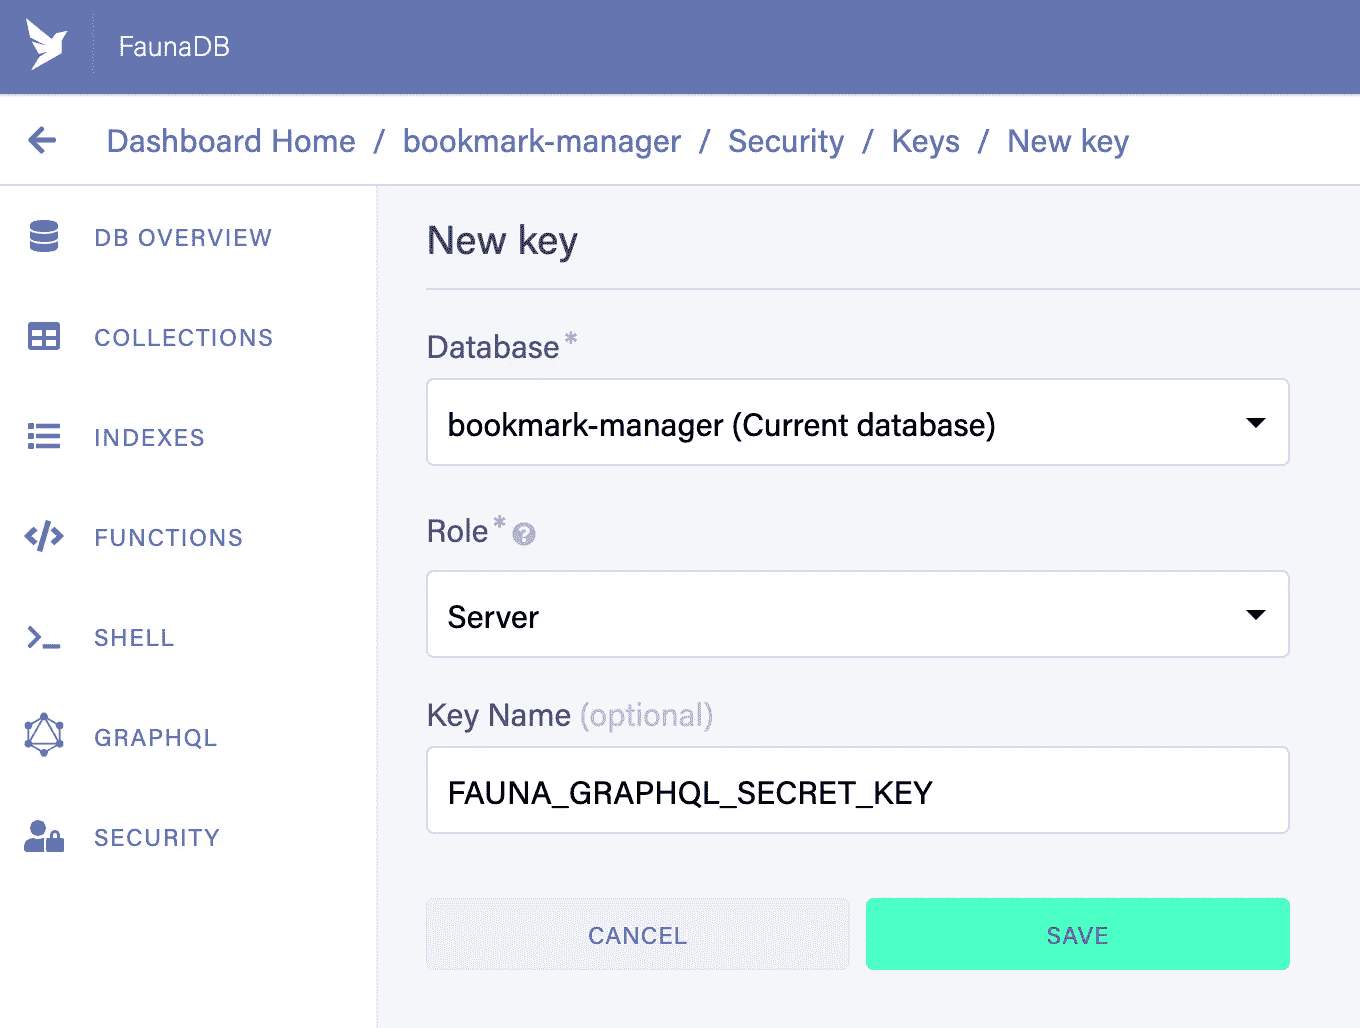 FaunaDB
Dashboard Home / bookmark-manager / Security / Keys / New key
DB OVERVIEW
COLLECTIONS
INDEXES
FUNCTIONS
SHELL
GRAPHQL
SECURITY
New key
Database *
bookmark-manager (Current database)
Role * ?
Server
Key Name (optional)
FAUNA_GRAPHQL_SECRET_KEY
CANCEL
SAVE